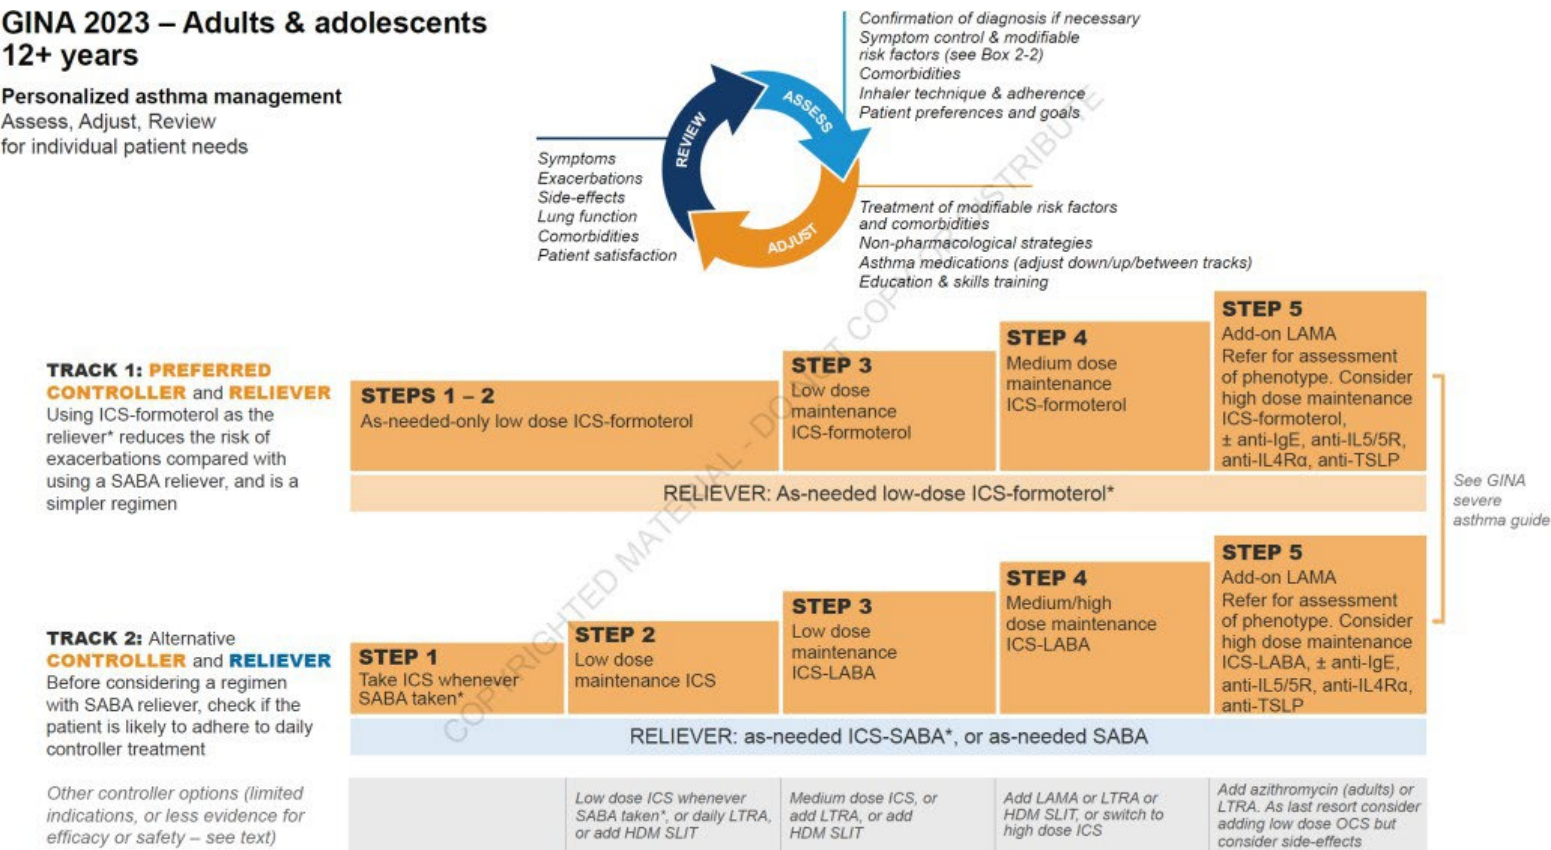 GINA 2023 – Adults & adolescents
12+ years
Personalized asthma management
Assess, Adjust, Review
for individual patient needs
Confirmation of diagnosis if necessary
Symptom control & modifiable
risk factors (see Box 2-2)
Comorbidities
Inhaler technique & adherence
Patient preferences and goals
ASSESS
REVIEW
ADJUST
Symptoms
Exacerbations
Side-effects
Lung function
Comorbidities
Patient satisfaction
Treatment of modifiable risk factors
and comorbidities
Non-pharmacological strategies
Asthma medications (adjust down/up/between tracks)
Education & skills training
TRACK 1: PREFERRED
CONTROLLER and RELIEVER
Using ICS-formoterol as the
reliever* reduces the risk of
exacerbations compared with
using a SABA reliever, and is a
simpler regimen
STEPS 1 – 2
As-needed-only low dose ICS-formoterol
STEP 3
Low dose
maintenance
ICS-formoterol
STEP 4
Medium dose
maintenance
ICS-formoterol
STEP 5
Add-on LAMA
Refer for assessment
of phenotype. Consider
high dose maintenance
ICS-formoterol,
± anti-IgE, anti-IL5/5R,
anti-IL4Rα, anti-TSLP
RELIEVER: As-needed low-dose ICS-formoterol*
See GINA
severe
asthma guide
TRACK 2: Alternative
CONTROLLER and RELIEVER
Before considering a regimen
with SABA reliever, check if the
patient is likely to adhere to daily
controller treatment
STEP 1
Take ICS whenever
SABA taken*
STEP 2
Low dose
maintenance ICS
STEP 3
Low dose
maintenance
ICS-LABA
STEP 4
Medium/high
dose maintenance
ICS-LABA
STEP 5
Add-on LAMA
Refer for assessment
of phenotype. Consider
high dose maintenance
ICS-LABA, ± anti-IgE,
anti-IL5/5R, anti-IL4Rα,
anti-TSLP
RELIEVER: as-needed ICS-SABA*, or as-needed SABA
Other controller options (limited
indications, or less evidence for
efficacy or safety – see text)
Low dose ICS whenever
SABA taken*, or daily LTRA,
or add HDM SLIT
Medium dose ICS, or
add LTRA, or add
HDM SLIT
Add LAMA or LTRA or
HDM SLIT, or switch to
high dose ICS
Add azithromycin (adults) or
LTRA. As last resort consider
adding low dose OCS but
consider side-effects
COPYRIGHTED MATERIAL - DO NOT COPY OR DISTRIBUTE